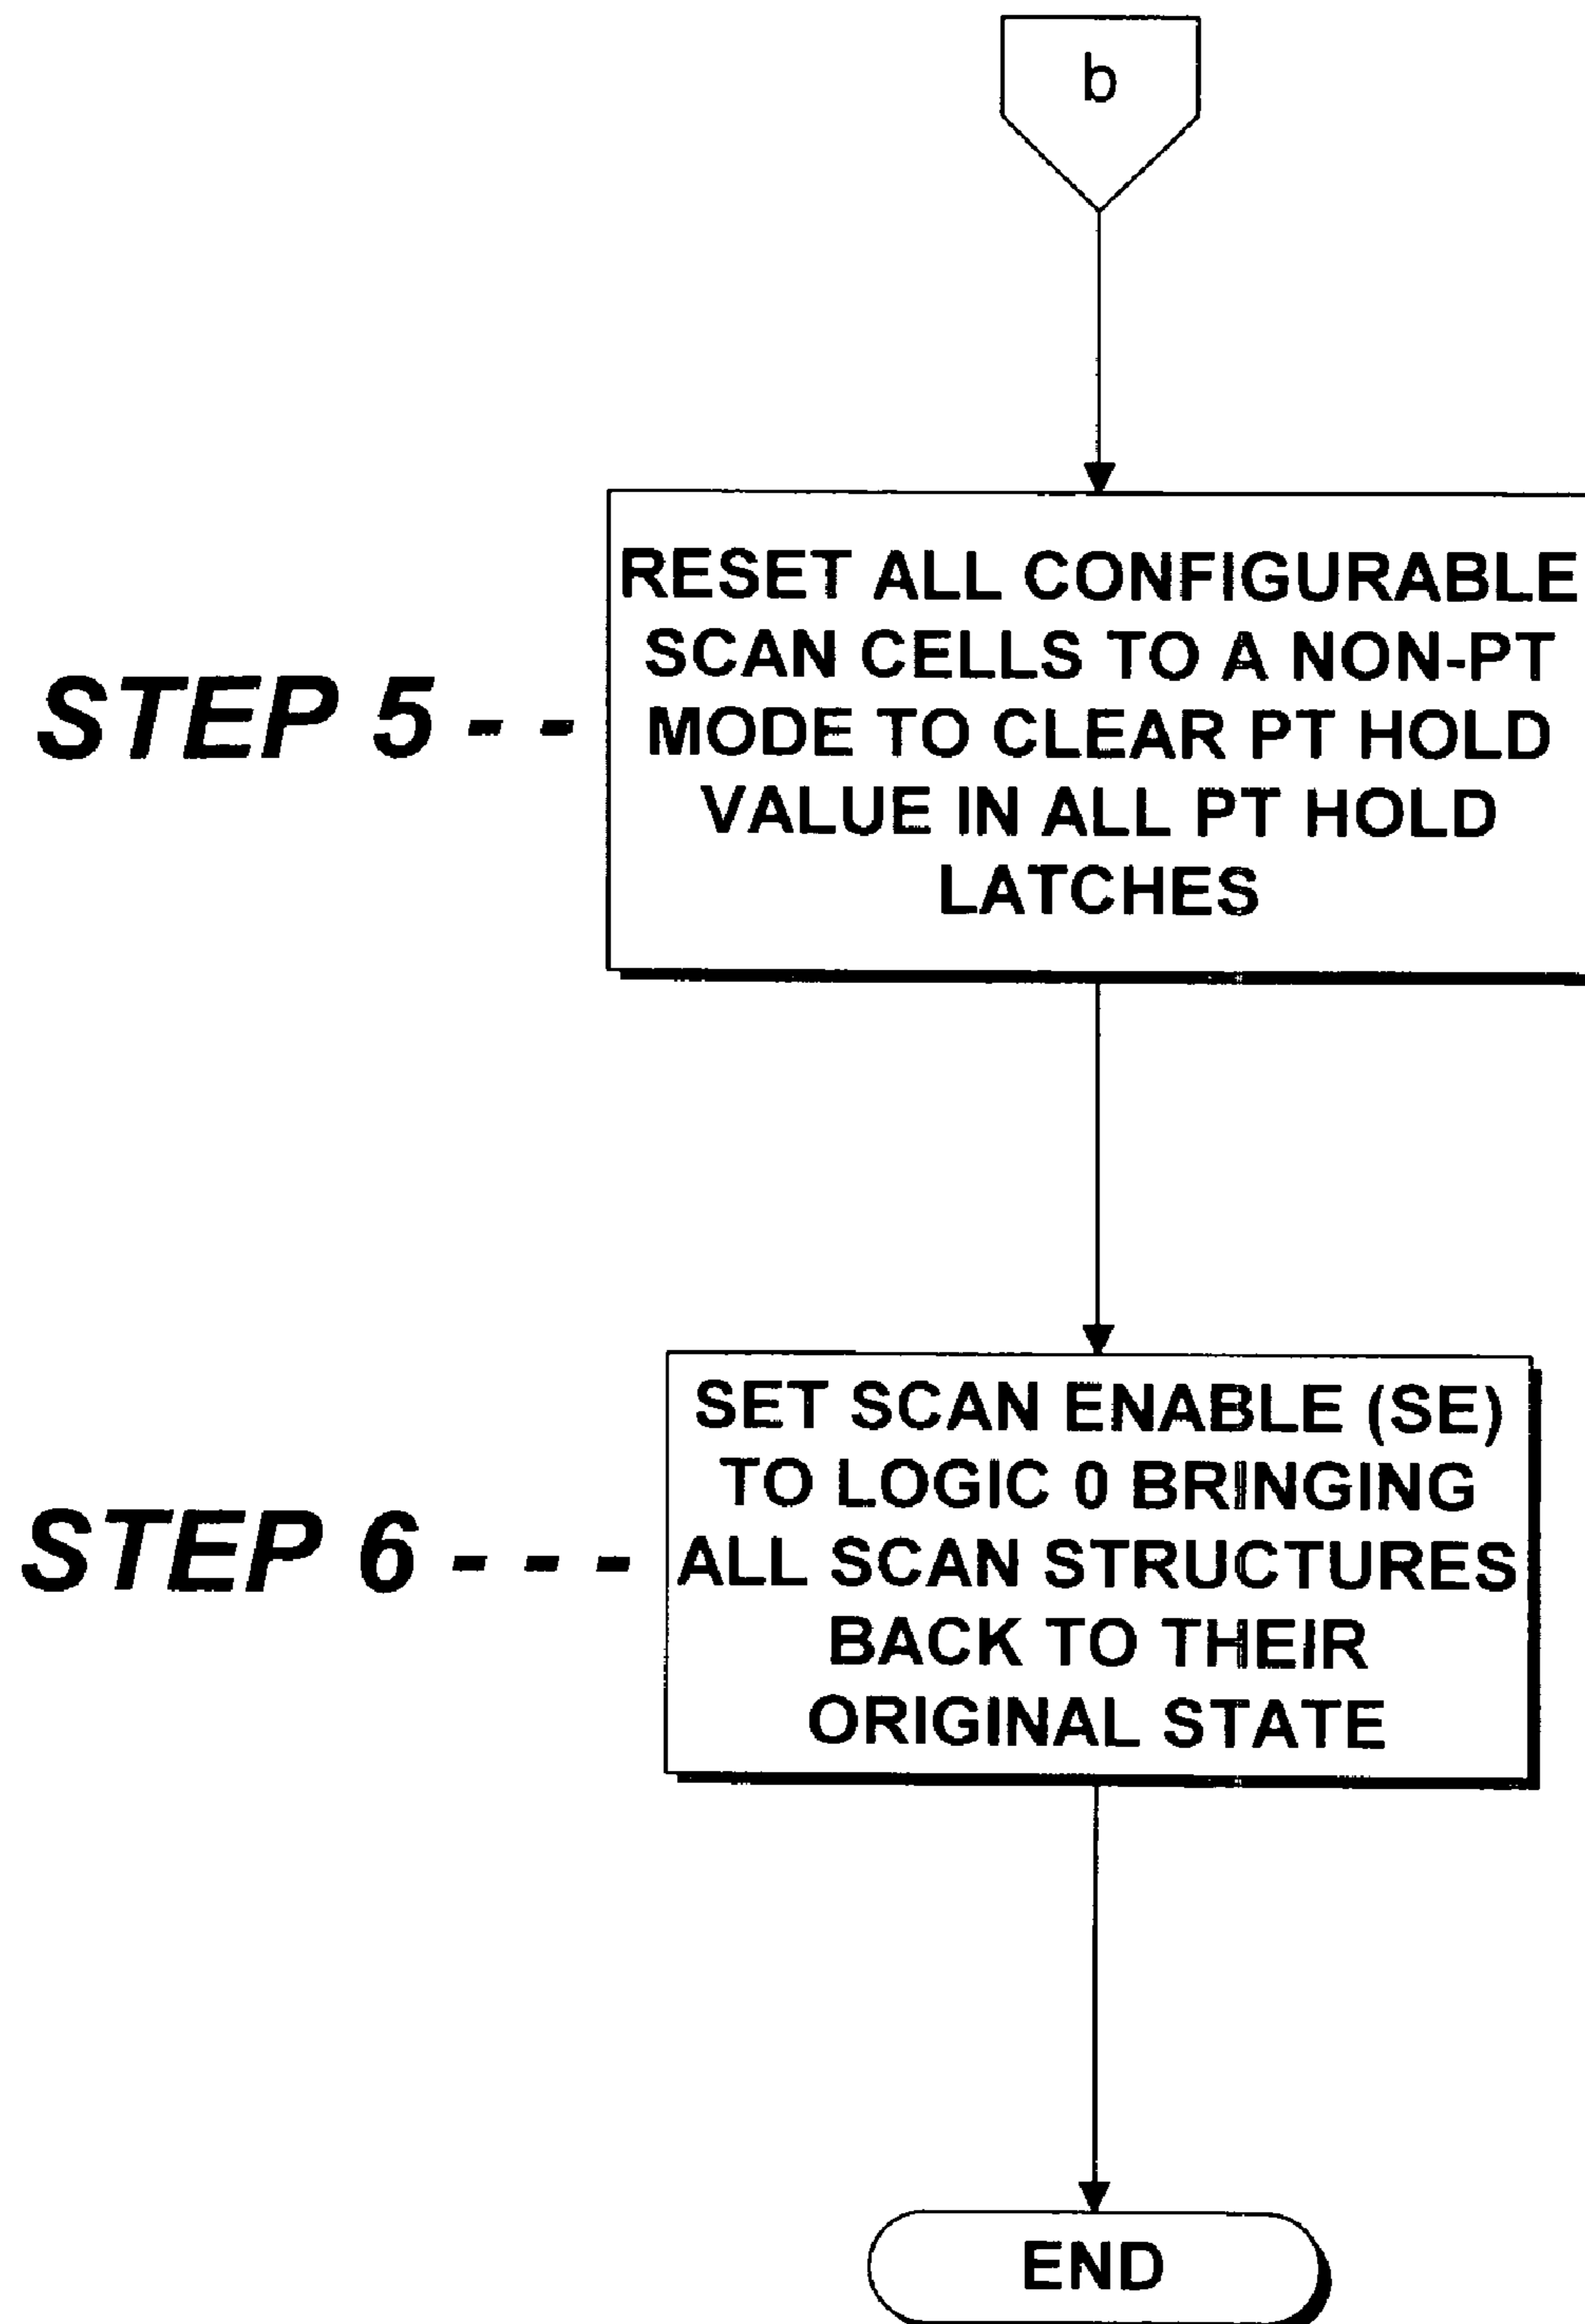 b
RESET ALL CONFIGURABLE
SCAN CELLS TO A NON-PT
STEP 5 - - MODE TO CLEAR PT HOLD
VALUE IN ALL PT HOLD
LATCHES
SET SCAN ENABLE (SE)
TO LOGIC 0 BRINGING
STEP 6 - - - ALL SCAN STRUCTURES
BACK TO THEIR
ORIGINAL STATE
END